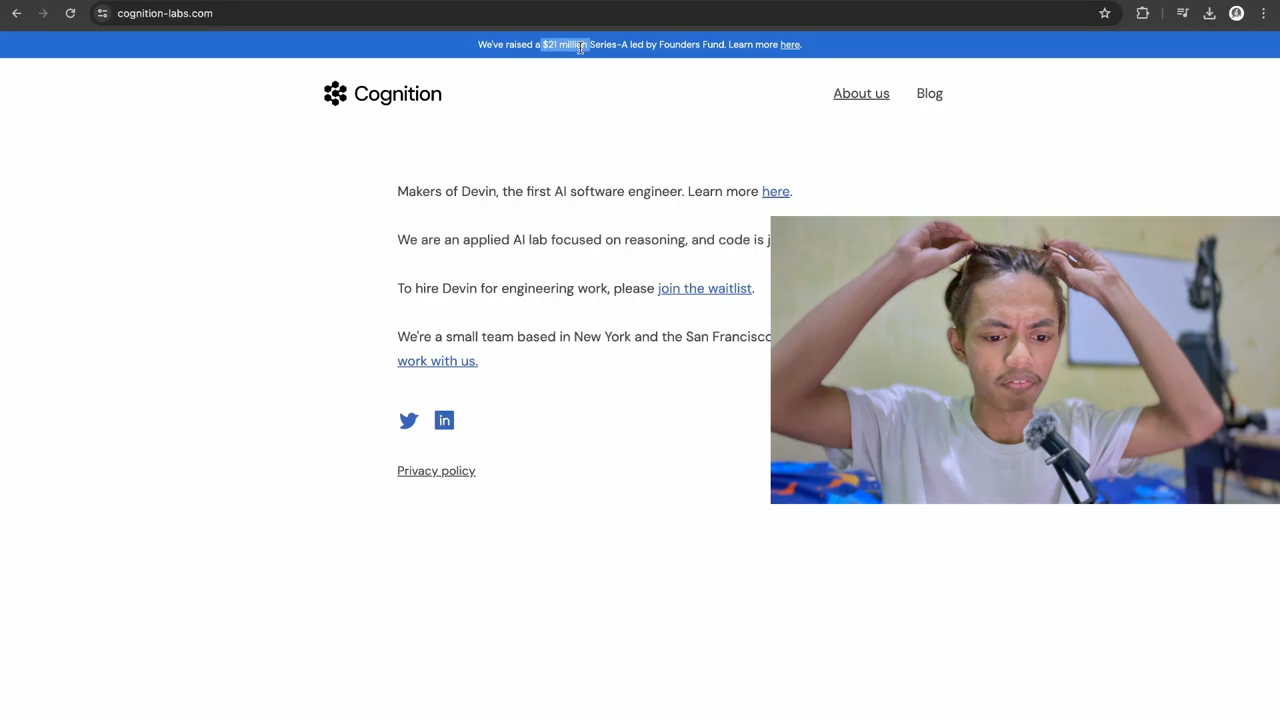 cognition-labs.com
We've raised a $21 million Series-A led by Founders Fund. Learn more here.
Cognition
About us
Blog
Makers of Devin, the first AI software engineer. Learn more here.
We are an applied AI lab focused on reasoning, and code is j
To hire Devin for engineering work, please join the waitlist.
We're a small team based in New York and the San Francisco
work with us.
in
Privacy policy